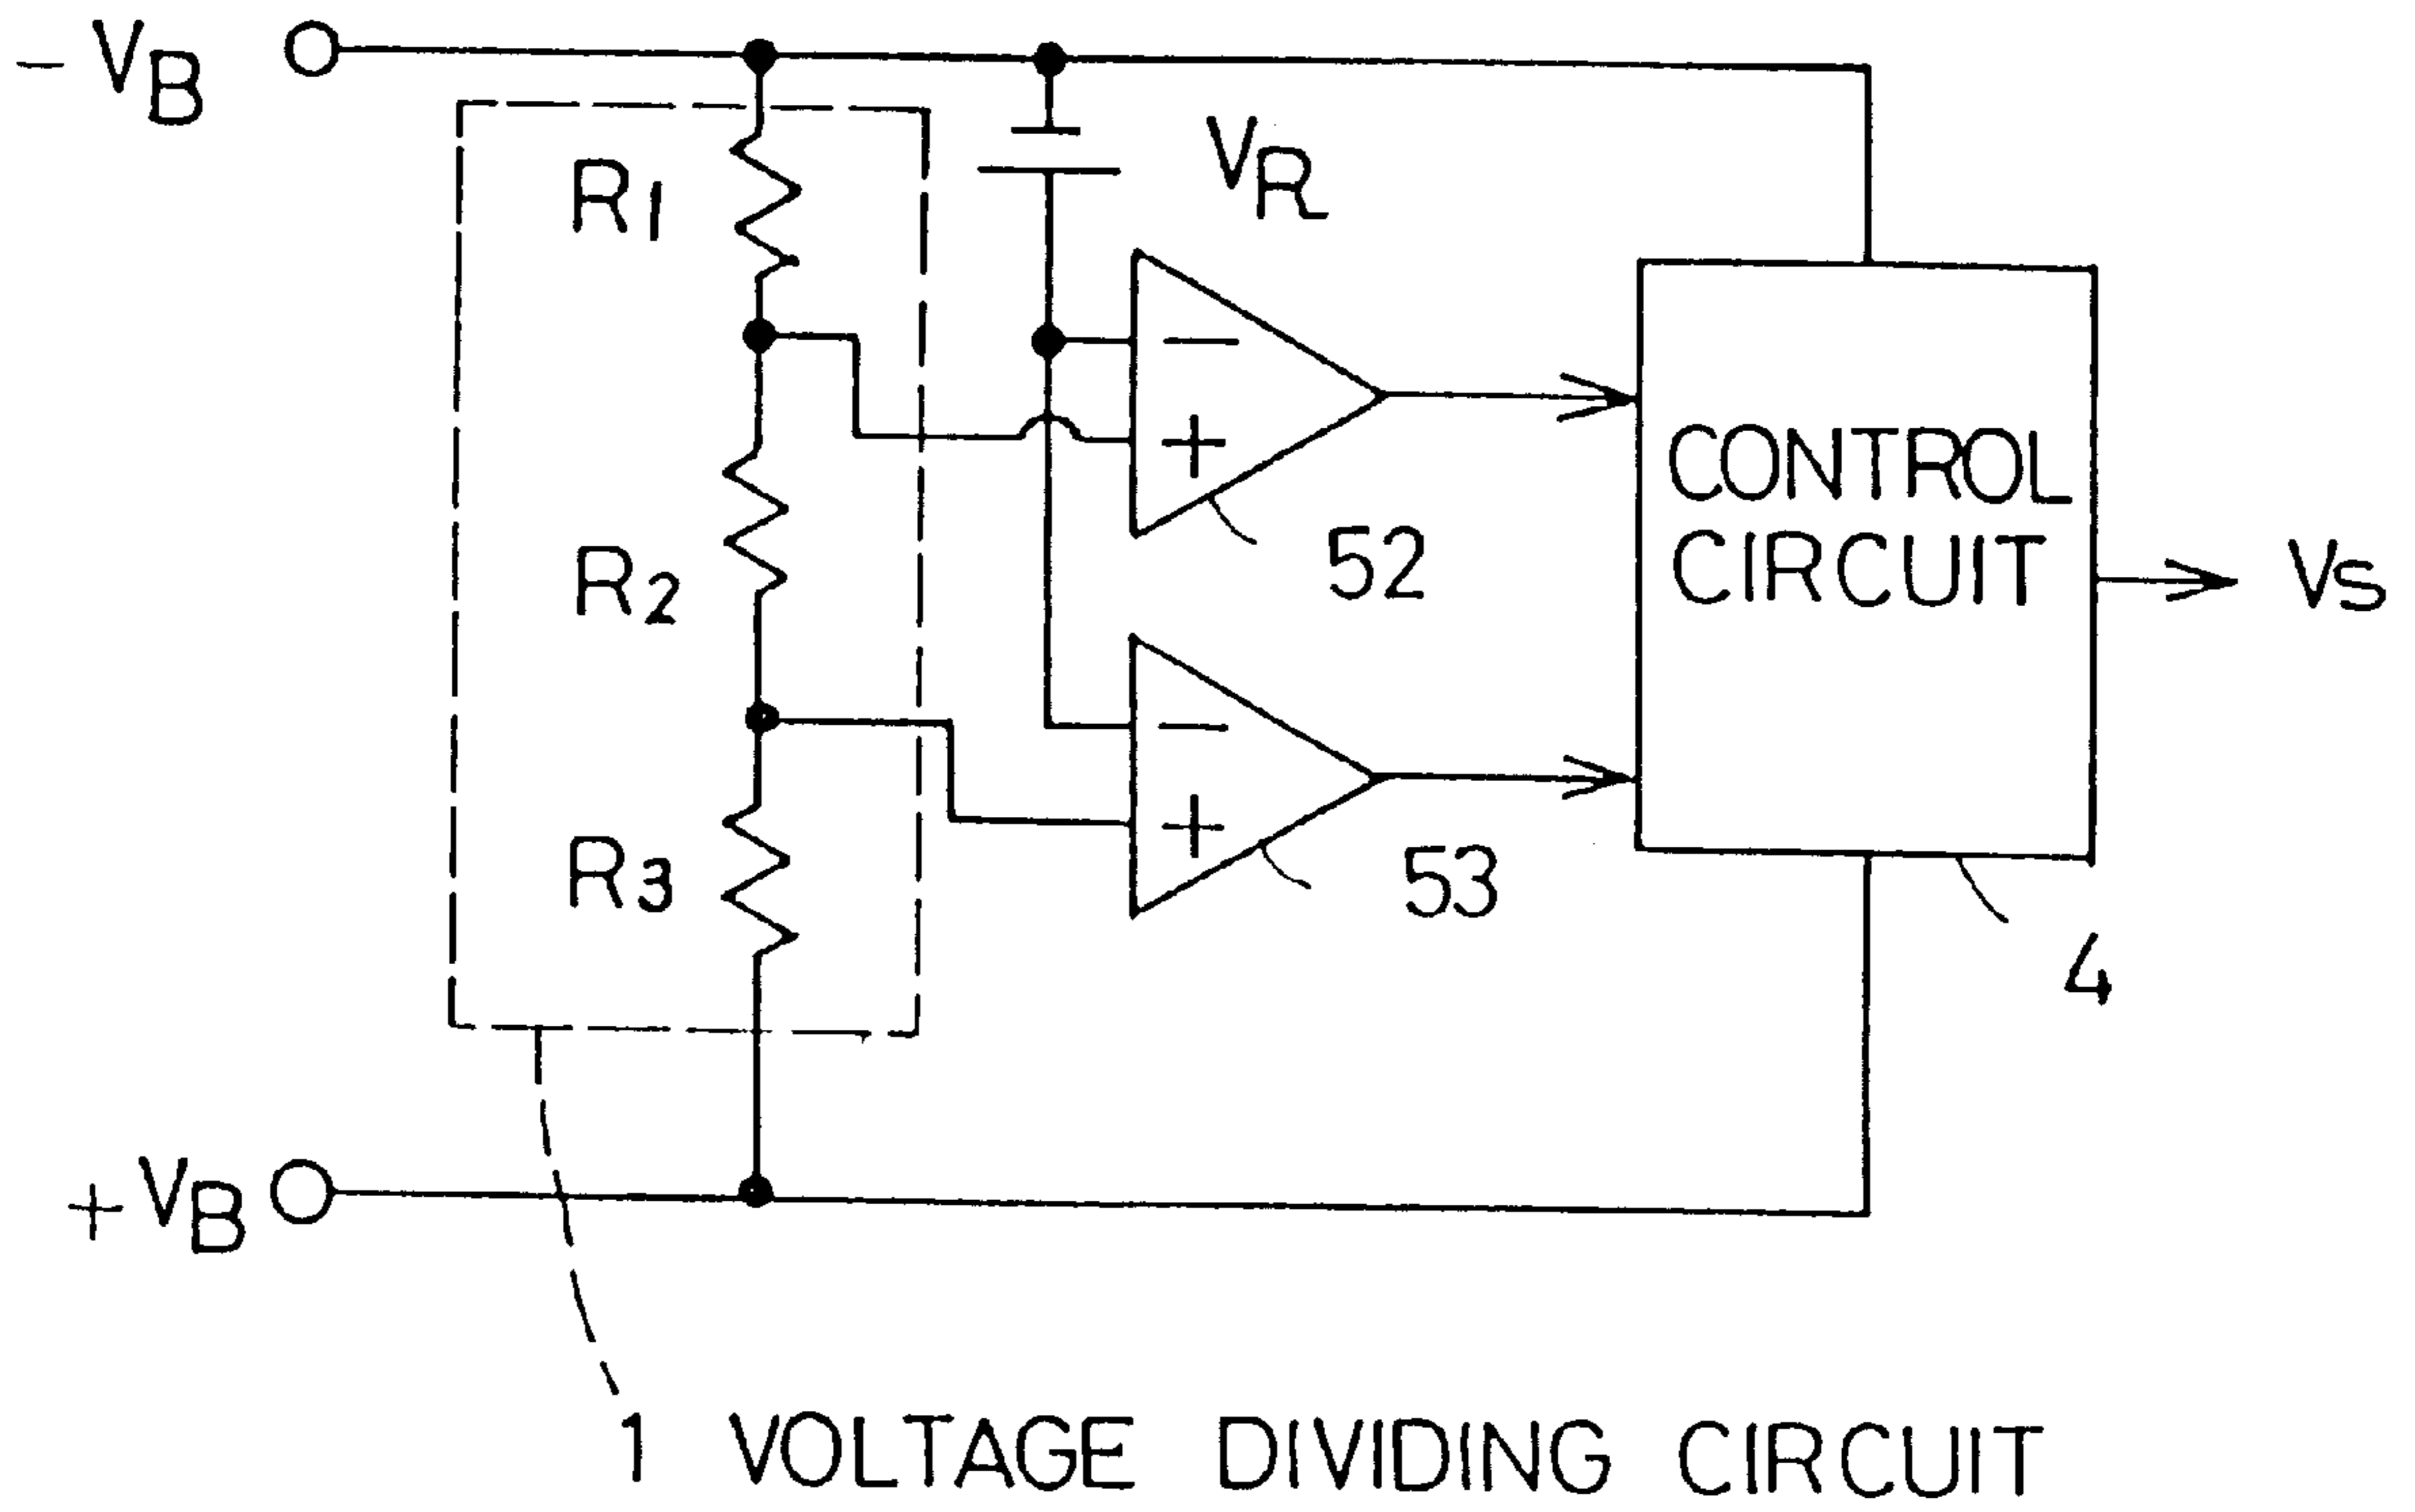 − VB
R1
VR
−
+
52
CONTROL
CIRCUIT
VS
R2
−
+
53
R3
4
+ VB
1 VOLTAGE DIVIDING CIRCUIT